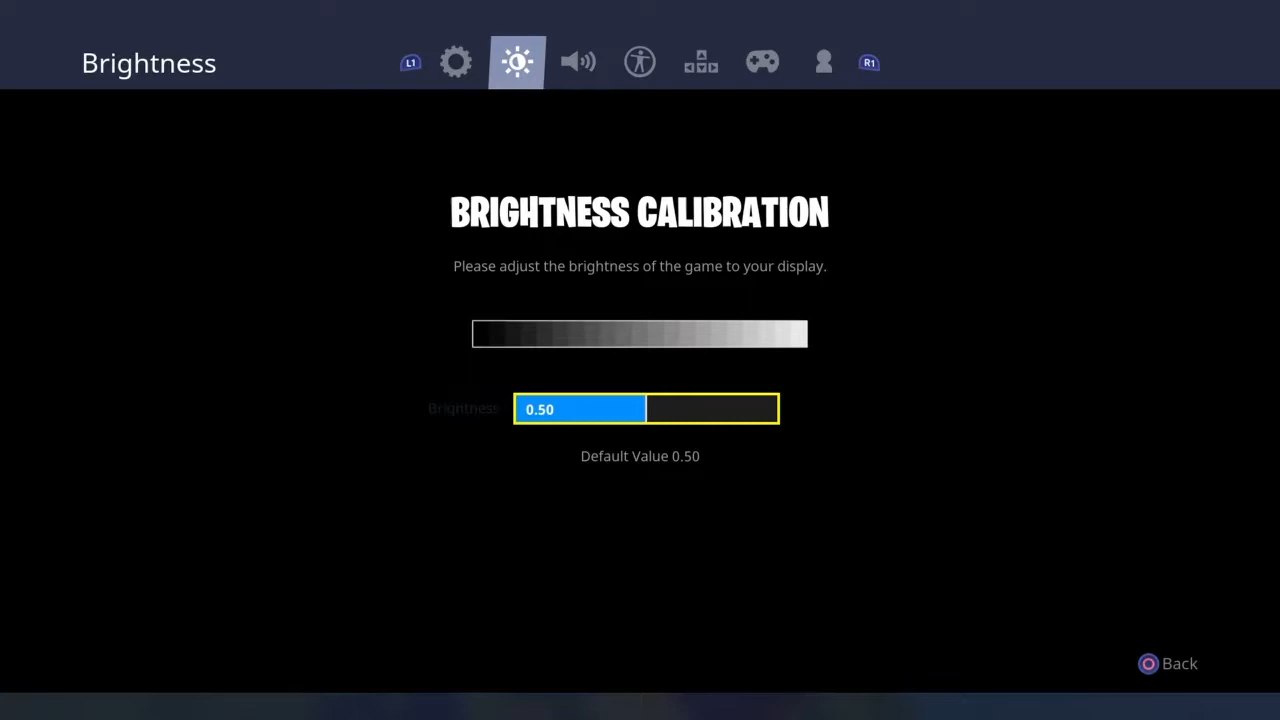 Brightness
L1
R1
BRIGHTNESS CALIBRATION
Please adjust the brightness of the game to your display.
Brightness 0.50
Default Value 0.50
Back